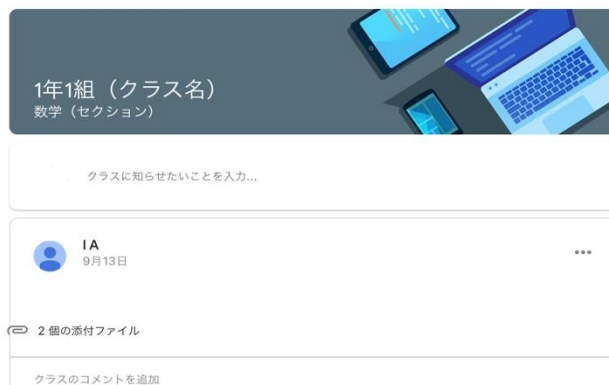 1年1組（クラス名）
数学（セクション）
クラスに知らせたいことを入力...
I A
9月13日
2 個の添付ファイル
クラスのコメントを追加